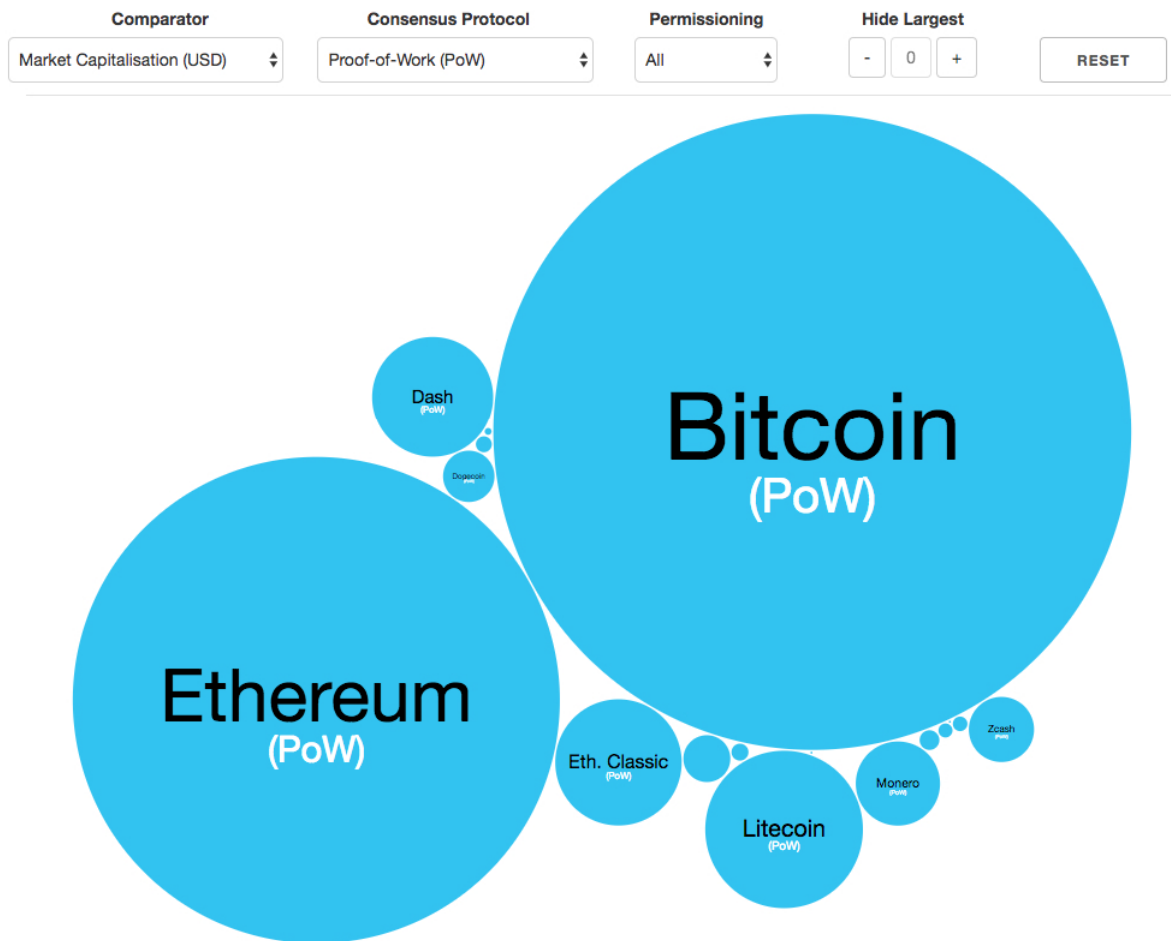 Comparator
Consensus Protocol
Permissioning
Hide Largest
Market Capitalisation (USD)
Proof-of-Work (PoW)
All
-
0
+
RESET
Bitcoin
(PoW)
Dash
(PoW)
Dogecoin
(PoW)
Ethereum
(PoW)
Eth. Classic
(PoW)
Litecoin
(PoW)
Monero
(PoW)
Zcash
(PoW)